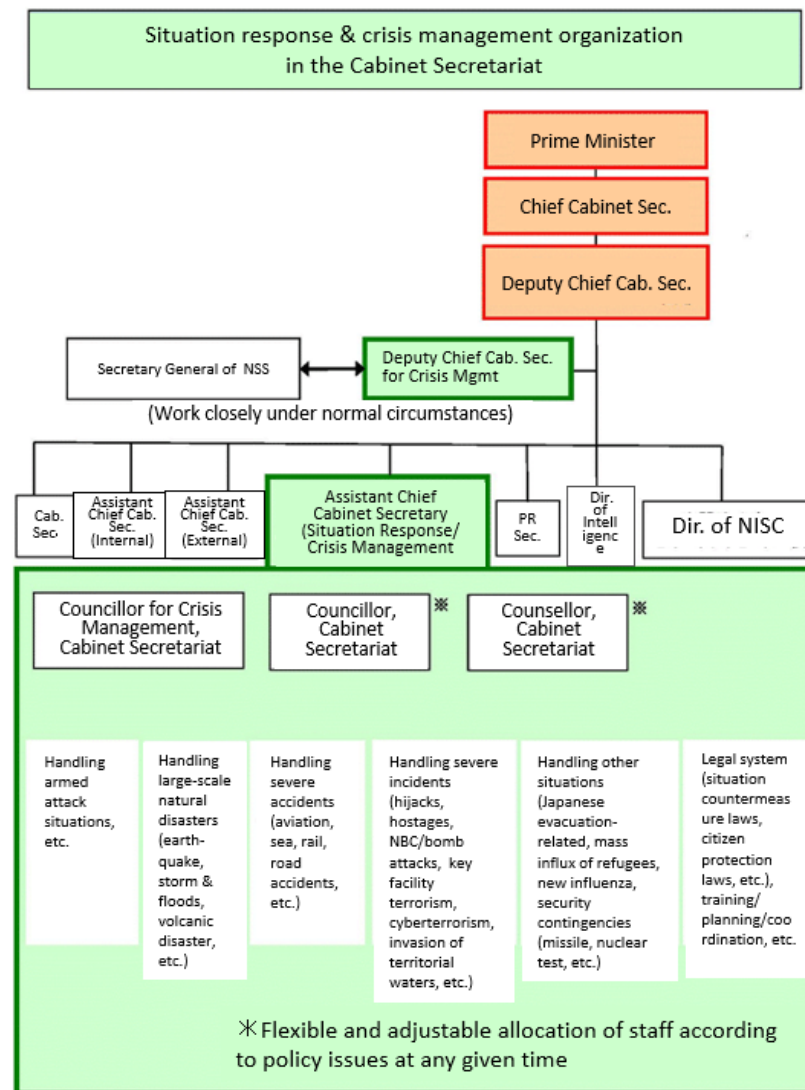 Situation response & crisis management organization
in the Cabinet Secretariat
Prime Minister
Chief Cabinet Sec.
Deputy Chief Cab. Sec.
Secretary General of NSS
Deputy Chief Cab. Sec.
for Crisis Mgmt
(Work closely under normal circumstances)
Cab.
Sec.
Assistant
Chief Cab.
Sec.
(Internal)
Assistant
Chief Cab.
Sec.
(External)
Assistant Chief
Cabinet Secretary
(Situation Response/
Crisis Management
PR
Sec.
Dir.
of
Intell
igenc
e
Dir. of NISC
Councillor for Crisis
Management,
Cabinet Secretariat
Councillor,
Cabinet
Secretariat
※
Counsellor,
Cabinet
Secretariat
※
Handling
armed
attack
situations,
etc.
Handling
large-scale
natural
disasters
(earth-
quake,
storm &
floods,
volcanic
disaster,
etc.)
Handling
severe
accidents
(aviation,
sea, rail,
road
accidents,
etc.)
Handling severe
incidents
(hijacks,
hostages,
NBC/bomb
attacks, key
facility
terrorism,
cyberterrorism,
invasion of
territorial
waters, etc.)
Handling other
situations
(Japanese
evacuation-
related, mass
influx of refugees,
new influenza,
security
contingencies
(missile, nuclear
test, etc.)
Legal system
(situation
countermeas
ure laws,
citizen
protection
laws, etc.),
training/
planning/coo
rdination, etc.
※Flexible and adjustable allocation of staff according
to policy issues at any given time